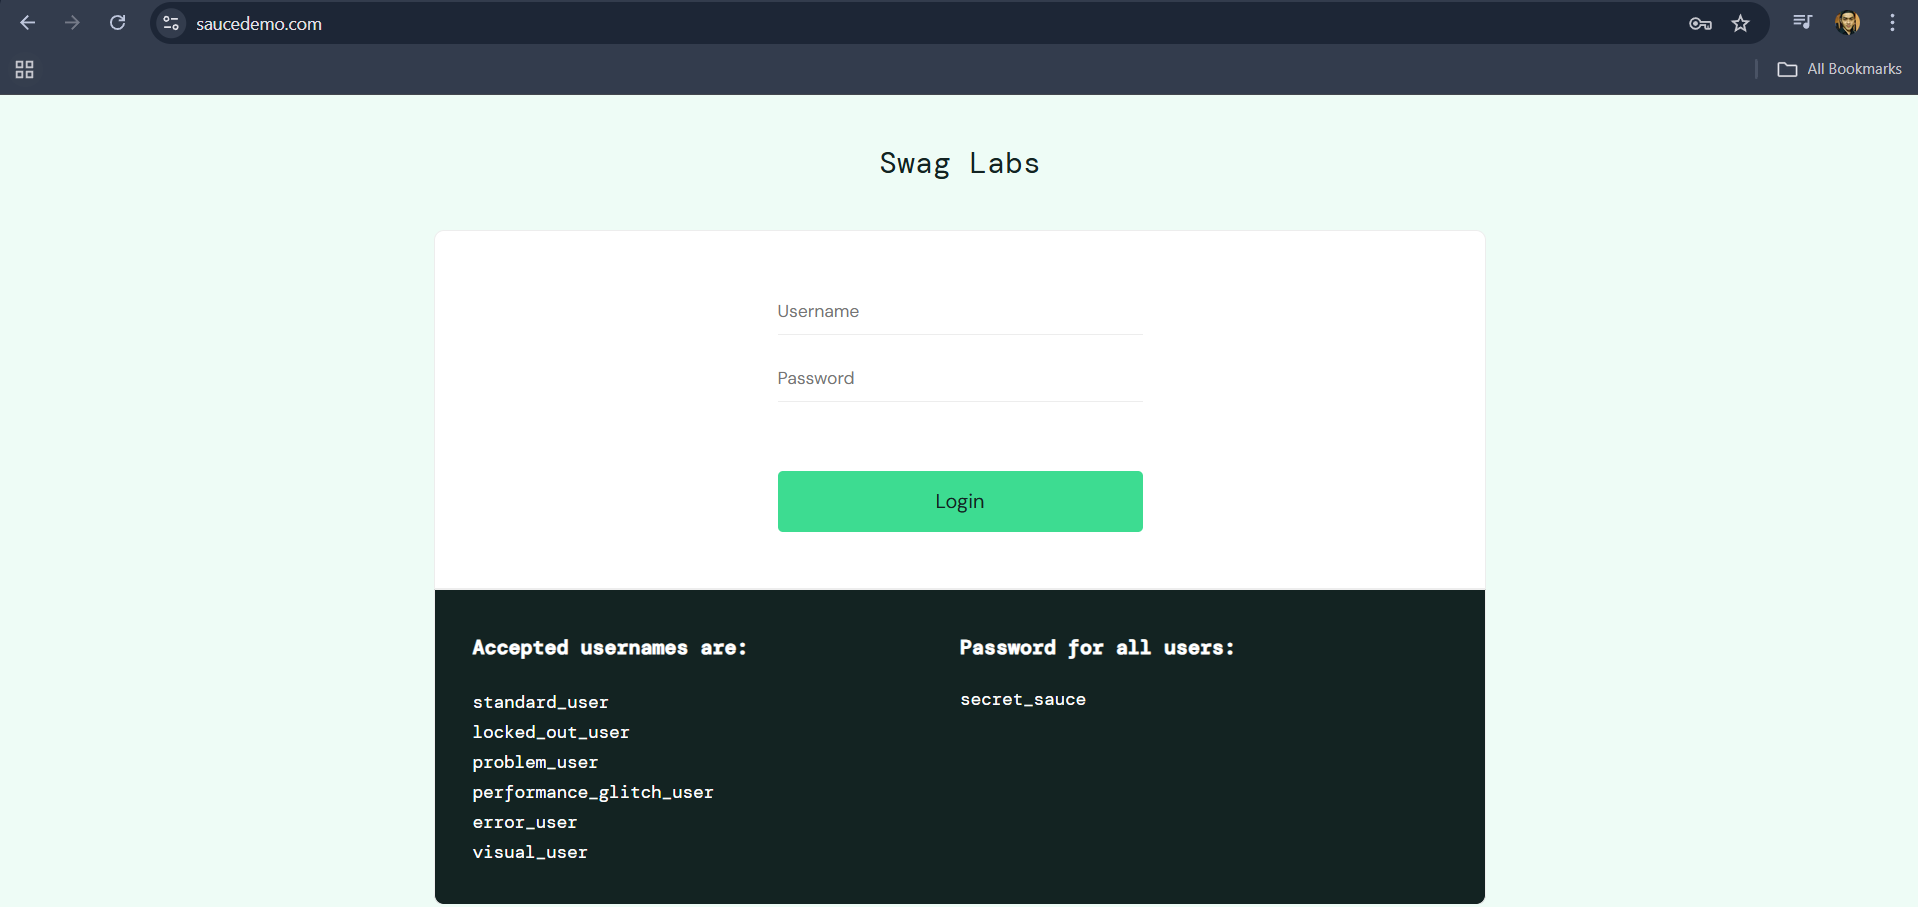 saucedemo.com
All Bookmarks
Swag Labs
Username
Password
Login
Accepted usernames are:
standard_user
locked_out_user
problem_user
performance_glitch_user
error_user
visual_user
Password for all users:
secret_sauce